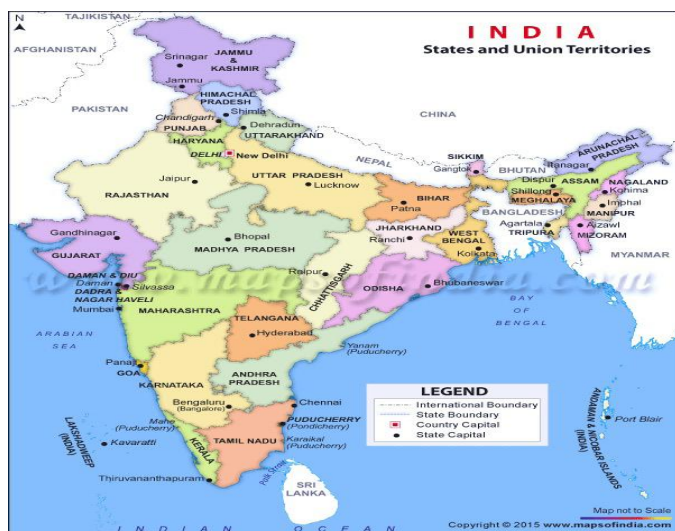 INDIA
States and Union Territories
N
TAJIKISTAN
AFGHANISTAN
PAKISTAN
CHINA
NEPAL
BHUTAN
BANGLADESH
MYANMAR
Srinagar
JAMMU
& KASHMIR
Jammu
HIMACHAL
PRADESH
Shimla
Chandigarh
PUNJAB
Dehradun
UTTARAKHAND
HARYANA
DELHI
New Delhi
Jaipur
RAJASTHAN
UTTAR PRADESH
Lucknow
SIKKIM
Gangtok
ARUNACHAL
PRADESH
Itanagar
Dispur
ASSAM
NAGALAND
Kohima
Shillong
MEGHALAYA
Imphal
MANIPUR
Agartala
TRIPURA
Aizawl
MIZORAM
BIHAR
Patna
JHARKHAND
Ranchi
WEST
BENGAL
Kolkata
Gandhinagar
GUJARAT
Bhopal
MADHYA PRADESH
Raipur
CHHATTISGARH
ODISHA
Bhubaneswar
DAMAN & DIU
Daman
DADRA &
NAGAR HAVELI
Silvassa
Mumbai
MAHARASHTRA
TELANGANA
Hyderabad
Yanam
(Puducherry)
ARABIAN
SEA
BAY
OF
BENGAL
www.mapsofindia.com
Panaji
GOA
KARNATAKA
ANDHRA
PRADESH
Bengaluru
(Bangalore)
Chennai
Mahe
(Puducherry)
PUDUCHERRY
(Pondicherry)
Karaikal
(Puducherry)
TAMIL NADU
KERALA
Thiruvananthapuram
LAKSHADWEEP
(INDIA)
Kavaratti
Palk Strait
SRI
LANKA
ANDAMAN & NICOBAR ISLANDS
(INDIA)
Port Blair
LEGEND
International Boundary
State Boundary
Country Capital
State Capital
INDIAN OCEAN
Map not to Scale
Copyright © 2015 www.mapsofindia.com